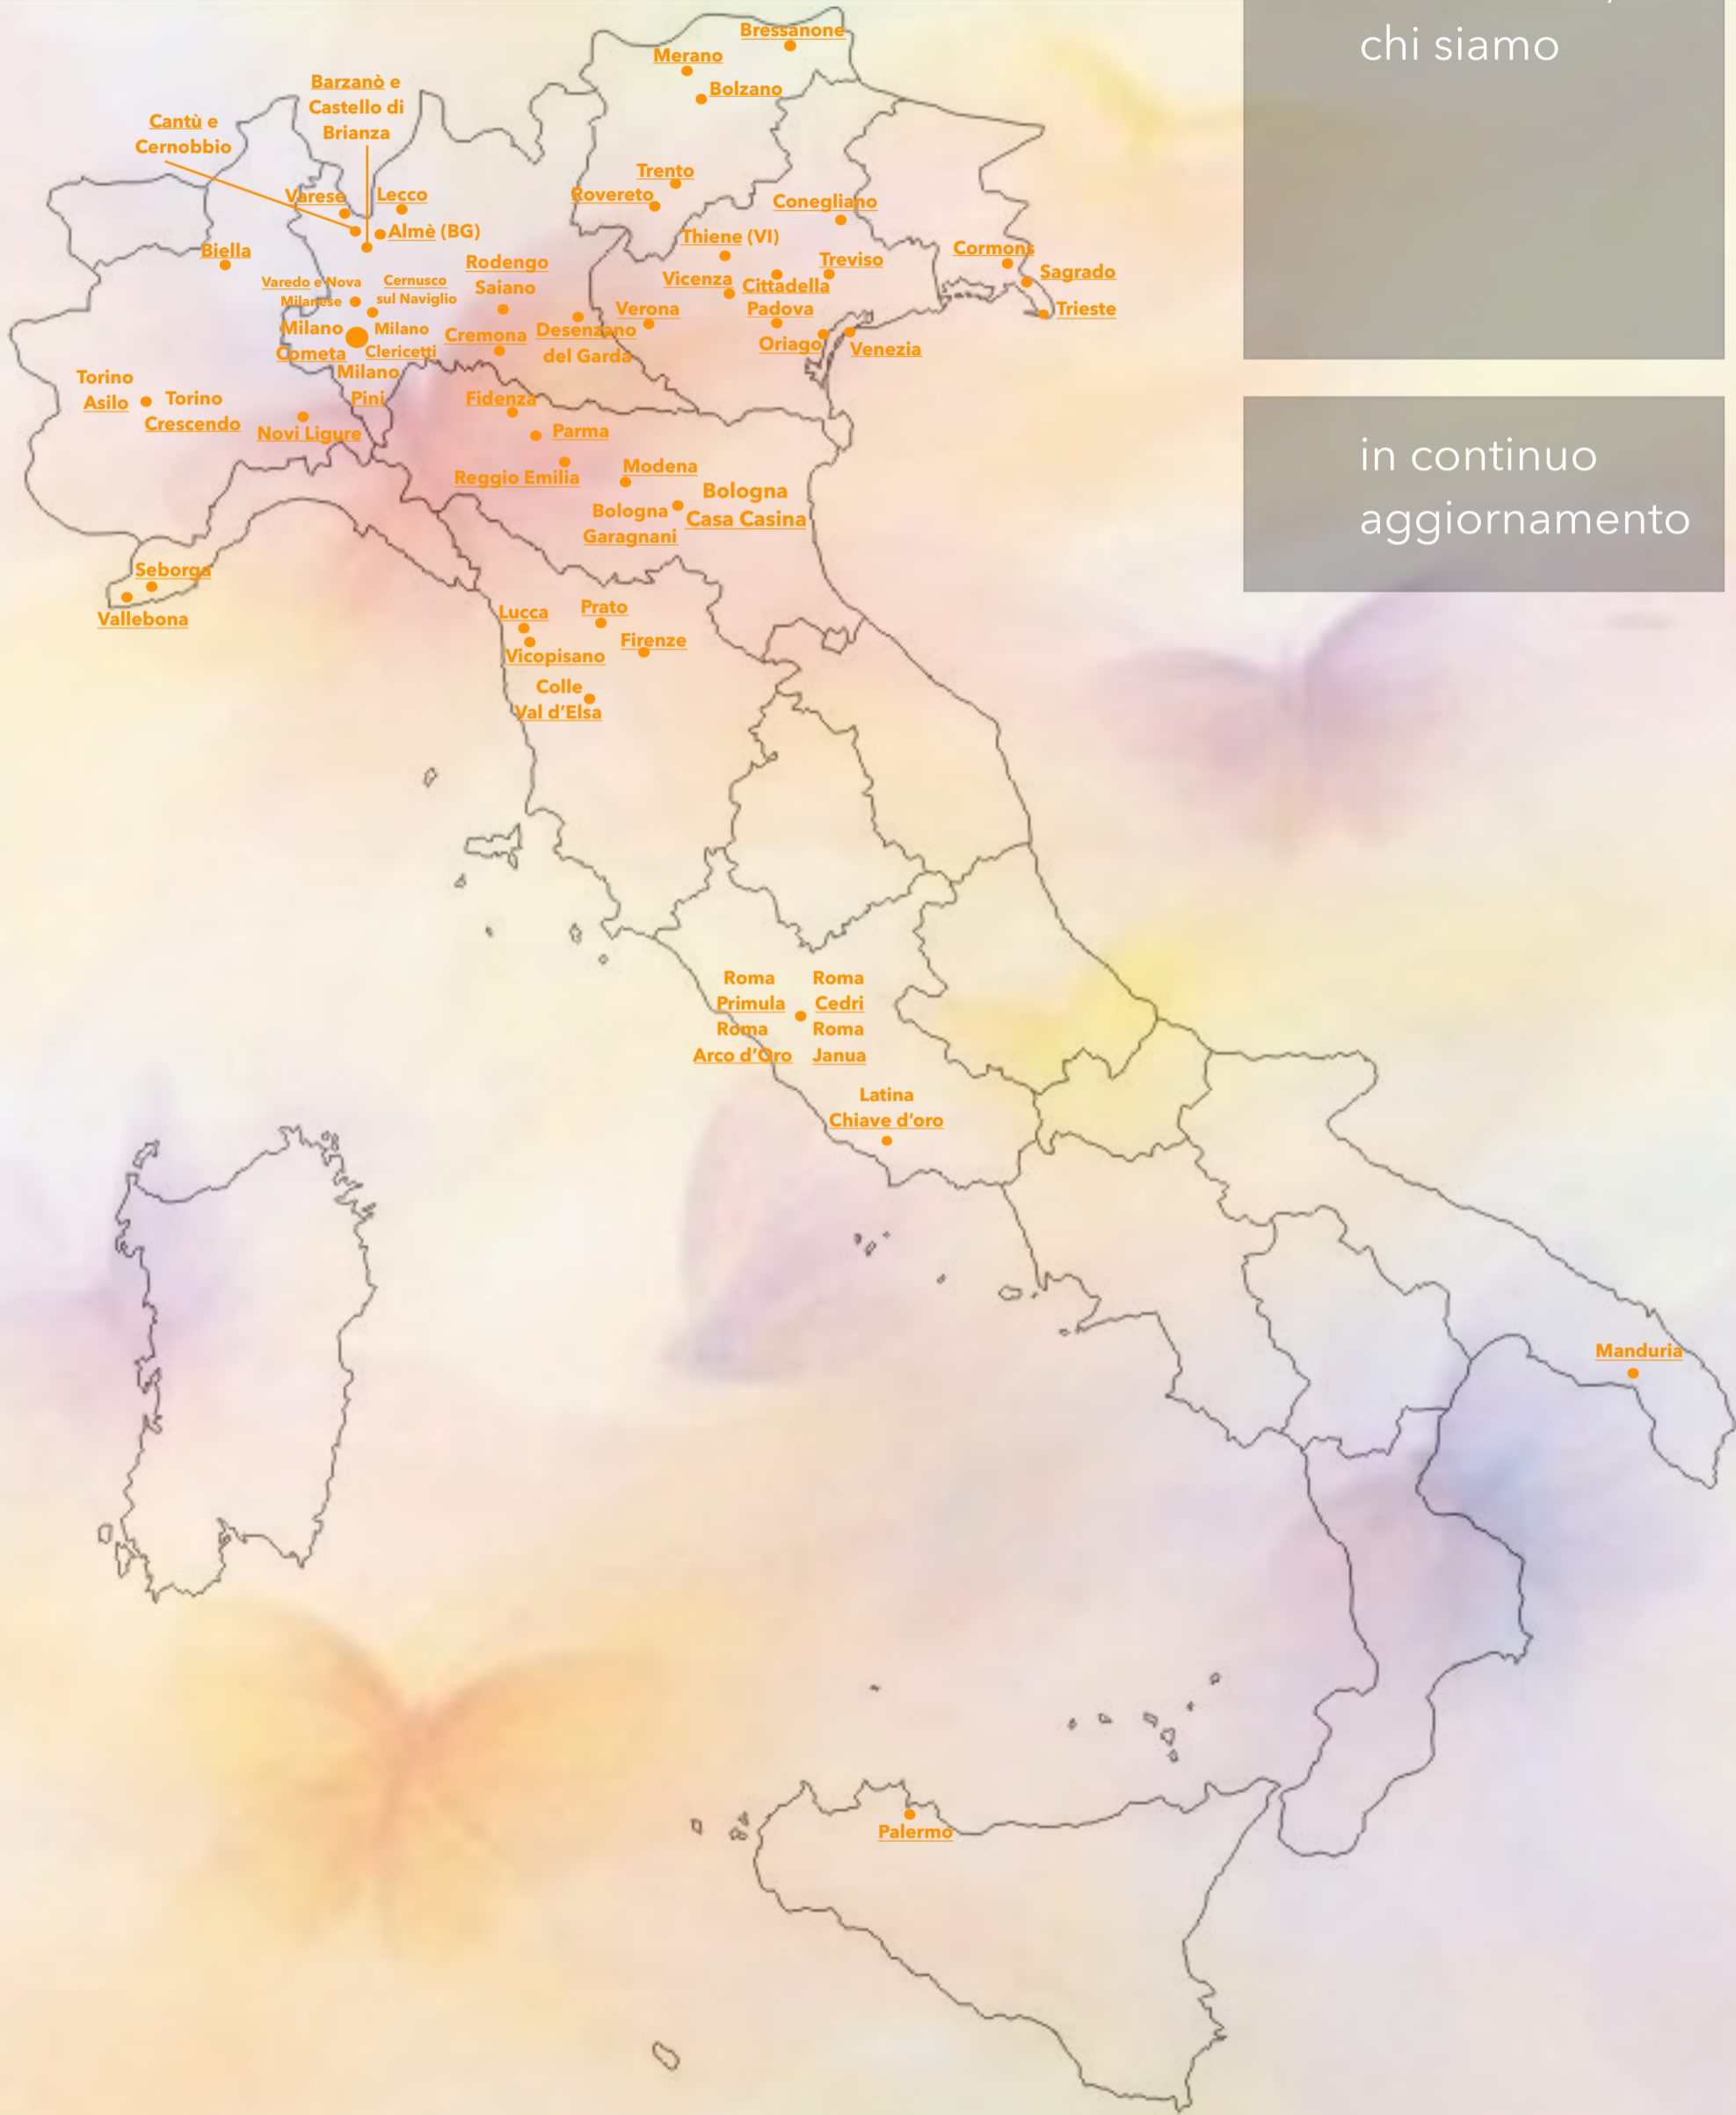 chi siamo
in continuo
aggiornamento
Bressanone
Merano
Bolzano
Barzanò e
Castello di
Brianza
Cantù e
Cernobbio
Trento
Rovereto
Varese
Lecco
Almè (BG)
Conegliano
Thiene (VI)
Cormons
Sagrado
Trieste
Biella
Rodengo
Saiano
Treviso
Vicenza
Cittadella
Varedo e Nova
Milanese
Cernusco
sul Naviglio
Verona
Padova
Oriago
Venezia
Milano
Cometa
Milano
Clericetti
Milano
Pini
Cremona
Desenzano
del Garda
Torino
Asilo
Torino
Crescendo
Novi Ligure
Fidenza
Parma
Reggio Emilia
Modena
Bologna
Casa Casina
Bologna
Garagnani
Seborga
Vallebona
Lucca
Prato
Firenze
Vicopisano
Colle
Val d'Elsa
Roma
Primula
Roma
Cedri
Roma
Arco d'Oro
Roma
Janua
Latina
Chiave d'oro
Manduria
Palermo